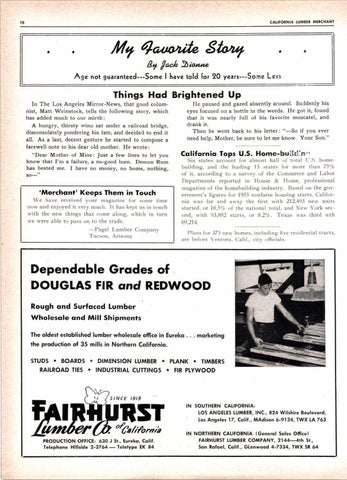 10
CALIFORNIA LUMBER MERCHANT
My Favorite Story
By Jack Dionne
Age not guaranteed---Some I have told for 20 years---Some Less
Things Had Brightened Up
In The Los Angeles Mirror-News, that good colum-
nist, Matt Weinstock, tells the following story, which
has added much to our mirth:
A hungry, thirsty wino sat under a railroad bridge,
disconsolately pondering his fate, and decided to end it
all. As a last, decent gesture he started to compose a
farewell note to his dear old mother. He wrote:
"Dear Mother of Mine: Just a few lines to let you
know that I'm a failure, a no-good bum. Demon Rum
has bested me. I have no money, no home, nothing,
so—"
'Merchant' Keeps Them in Touch
We have received your magazine for some time
now and enjoyed it very much. It has kept us in touch
with the new things that come along, which in turn
we were able to pass on to the trade.
—Pagel Lumber Company
Tucson, Arizona
He paused and gazed absently around. Suddenly his
eyes focused on a bottle in the weeds. He got it, found
that it was nearly full of his favorite muscatel, and
drank it.
Then he went back to his letter: "—So if you ever
need help, Mother, be sure to let me know. Your Son."
California Tops U.S. Home-building
Six states account for almost half of total U.S. home-
building, and the leading 15 states for more than 75%
of it, according to a survey of the Commerce and Labor
Departments reported in House & Home, professional
magazine of the homebuilding industry. Based on the gov-
ernment's figures for 1955 nonfarm housing starts, California
was far and away the first with 212,493 new units
started, or 18.5% of the national total, and New York sec-
ond, with 93,882 starts, or 8.2%. Texas was third with
69,214.
Plans for 373 new homes, including five residential tracts,
are before Ventura, Calif., city officials.
Dependable Grades of
DOUGLAS FIR and REDWOOD
Rough and Surfaced Lumber
Wholesale and Mill Shipments
The oldest established lumber wholesale office in Eureka . . . marketing
the production of 35 mills in Northern California.
STUDS • BOARDS • DIMENSION LUMBER • PLANK • TIMBERS
RAILROAD TIES • INDUSTRIAL CUTTINGS • FIR PLYWOOD
SINCE 1919
FAIRHURST
Lumber Co. of California
PRODUCTION OFFICE: 630 J St., Eureka, Calif.
Telephone Hillside 3-3764 — Teletype EK 84
IN SOUTHERN CALIFORNIA:
LOS ANGELES LUMBER, INC., 824 Wilshire Boulevard,
Los Angeles 17, Calif., MAdison 6-9134, TWX LA 763
IN NORTHERN CALIFORNIA: (General Sales Office)
FAIRHURST LUMBER COMPANY, 2144—4th St.,
San Rafael, Calif., GLenwood 4-7334, TWX SR 64